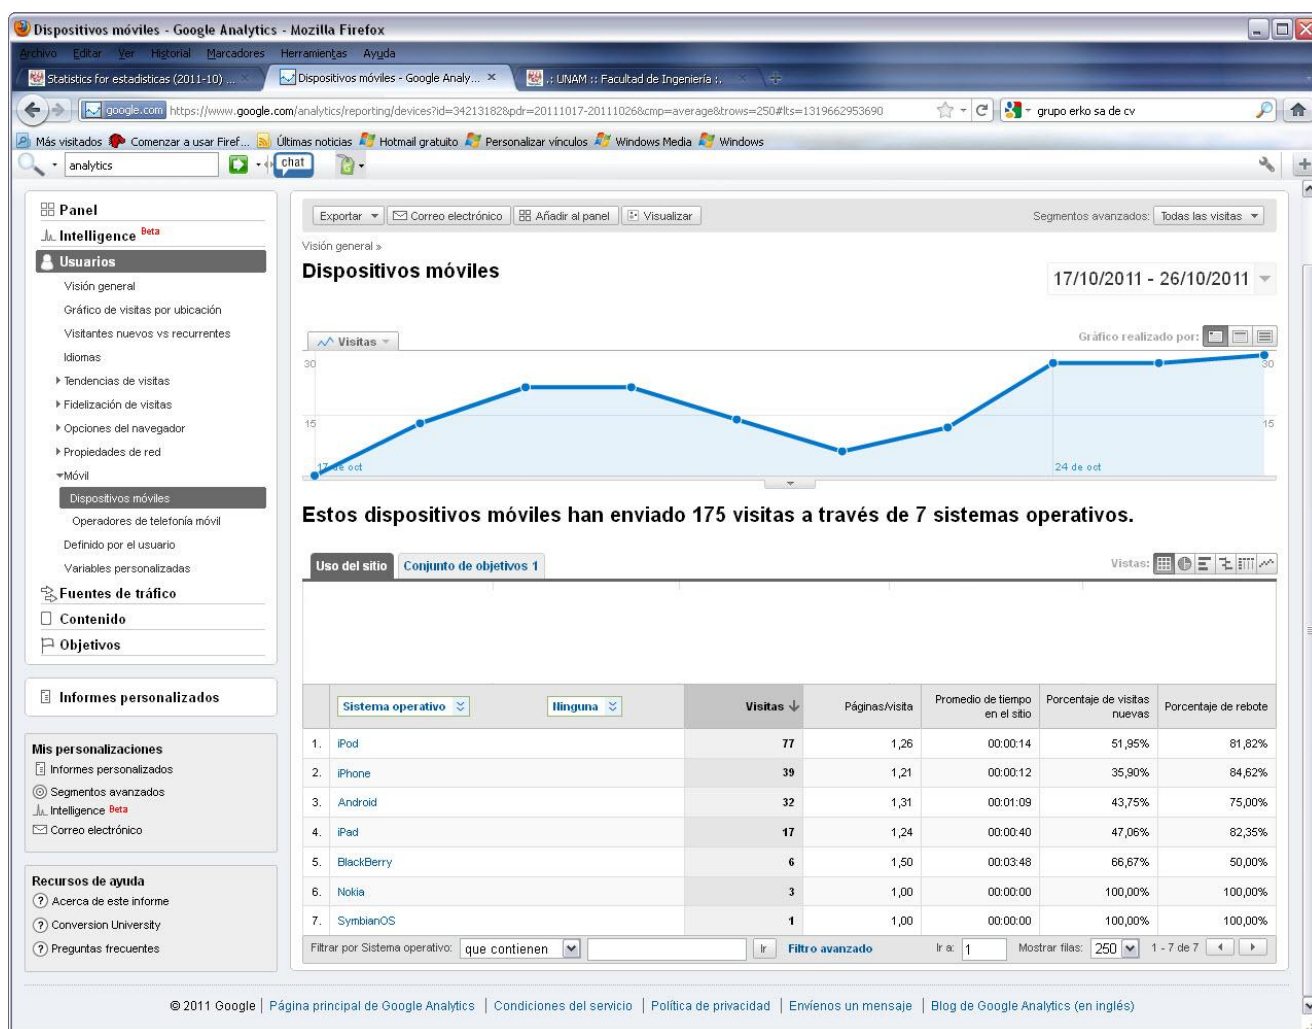 Dispositivos móviles - Google Analytics - Mozilla Firefox
Archivo Editar Ver Historial Marcadores Herramientas Ayuda
Statistics for estadisticas (2011-10) ... × Dispositivos móviles - Google Analy... × .: UNAM :: Facultad de Ingeniería :. ×
google.com https://www.google.com/analytics/reporting/devices?id=34213182&pdr=20111017-20111026&cmp=average&trows=250#lts=1319662953690 grupo erko sa de cv
Más visitados Comenzar a usar Firef... Últimas noticias Hotmail gratuito Personalizar vínculos Windows Media Windows
analytics chat
Panel
Intelligence Beta
Usuarios
Visión general
Gráfico de visitas por ubicación
Visitantes nuevos vs recurrentes
Idiomas
Tendencias de visitas
Fidelización de visitas
Opciones del navegador
Propiedades de red
Móvil
Dispositivos móviles
Operadores de telefonía móvil
Definido por el usuario
Variables personalizadas
Fuentes de tráfico
Contenido
Objetivos
Informes personalizados
Mis personalizaciones
Informes personalizados
Segmentos avanzados
Intelligence Beta
Correo electrónico
Recursos de ayuda
Acerca de este informe
Conversion University
Preguntas frecuentes
Exportar Correo electrónico Añadir al panel Visualizar Segmentos avanzados: Todas las visitas
Visión general »
Dispositivos móviles
17/10/2011 - 26/10/2011
Visitas Gráfico realizado por:
30 30
15 15
17 de oct 24 de oct
Estos dispositivos móviles han enviado 175 visitas a través de 7 sistemas operativos.
Uso del sitio Conjunto de objetivos 1 Vistas:
Sistema operativo Ninguna Visitas Páginas/visita Promedio de tiempo en el sitio Porcentaje de visitas nuevas Porcentaje de rebote
1. iPod 77 1,26 00:00:14 51,95% 81,82%
2. iPhone 39 1,21 00:00:12 35,90% 84,62%
3. Android 32 1,31 00:01:09 43,75% 75,00%
4. iPad 17 1,24 00:00:40 47,06% 82,35%
5. BlackBerry 6 1,50 00:03:48 66,67% 50,00%
6. Nokia 3 1,00 00:00:00 100,00% 100,00%
7. SymbianOS 1 1,00 00:00:00 100,00% 100,00%
Filtrar por Sistema operativo: que contienen Ir Filtro avanzado Ir a: 1 Mostrar filas: 250 1 - 7 de 7
© 2011 Google | Página principal de Google Analytics | Condiciones del servicio | Política de privacidad | Envíenos un mensaje | Blog de Google Analytics (en inglés)